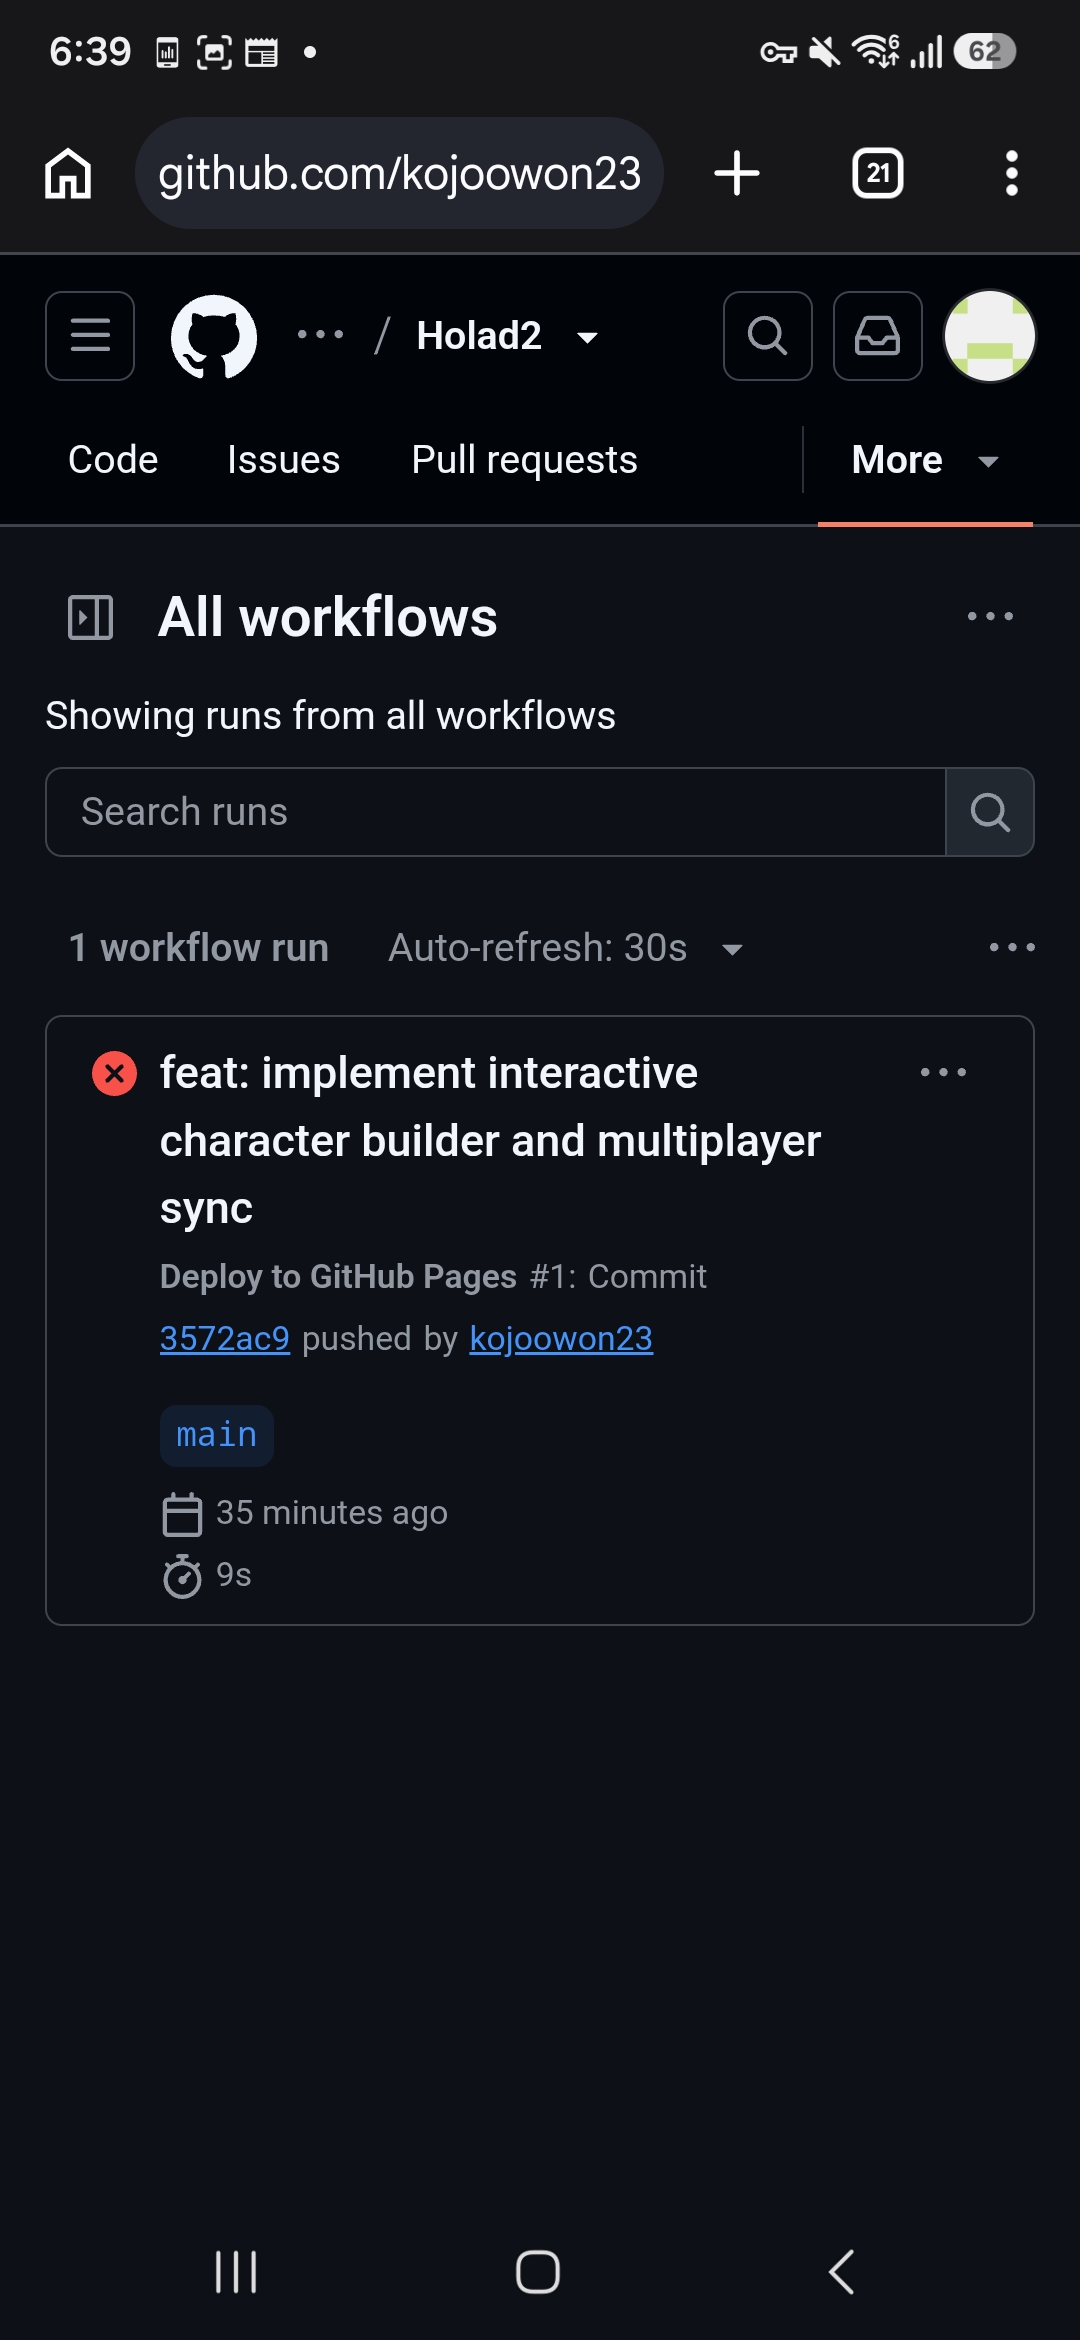 6:39
6
62
github.com/kojoowon23
21
/ Holad2
Code Issues Pull requests More
All workflows
Showing runs from all workflows
Search runs
1 workflow run Auto-refresh: 30s
feat: implement interactive
character builder and multiplayer
sync
Deploy to GitHub Pages #1: Commit
3572ac9 pushed by kojoowon23
main
35 minutes ago
9s